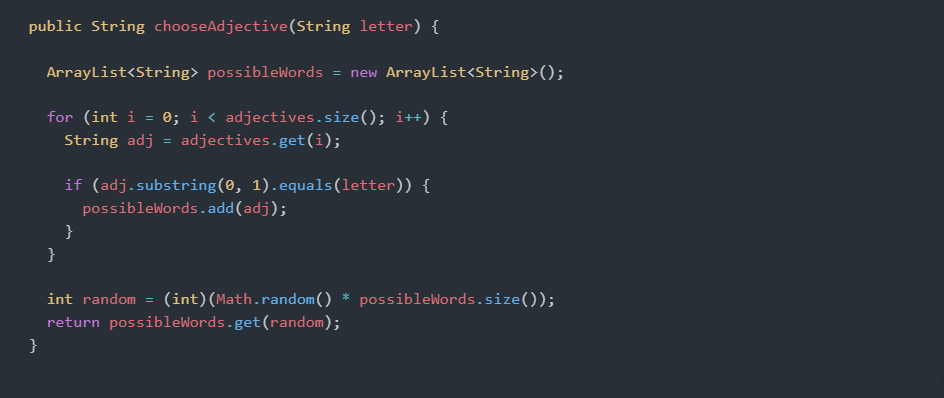 public String chooseAdjective(String letter) {
ArrayList<String> possibleWords = new ArrayList<String>();
for (int i = 0; i < adjectives.size(); i++) {
String adj = adjectives.get(i);
if (adj.substring(0, 1).equals(letter)) {
possibleWords.add(adj);
}
}
int random = (int)(Math.random() * possibleWords.size());
return possibleWords.get(random);
}